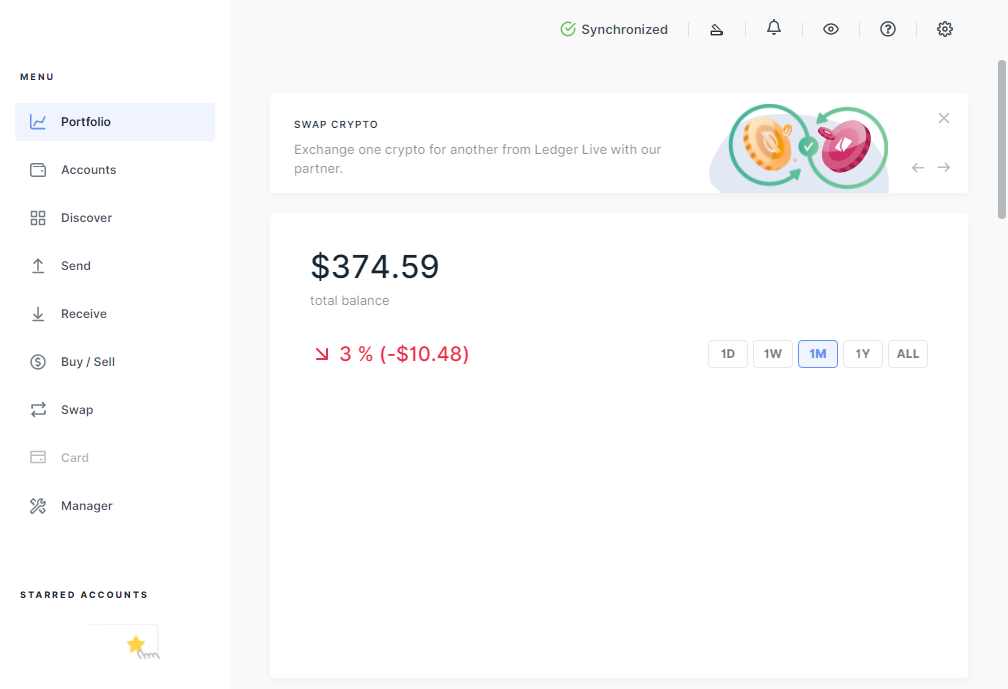 Synchronized
MENU
Portfolio
Accounts
Discover
Send
Receive
Buy / Sell
Swap
Card
Manager
STARRED ACCOUNTS
SWAP CRYPTO
Exchange one crypto for another from Ledger Live with our
partner.
$374.59
total balance
3 % (-$10.48)
1D 1W 1M 1Y ALL